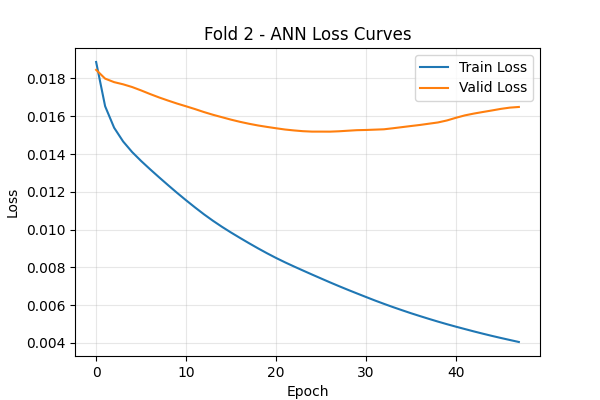 Fold 2 - ANN Loss Curves
Train Loss
Valid Loss
0.018
0.016
0.014
0.012
0.010
0.008
0.006
0.004
Loss
0 10 20 30 40
Epoch